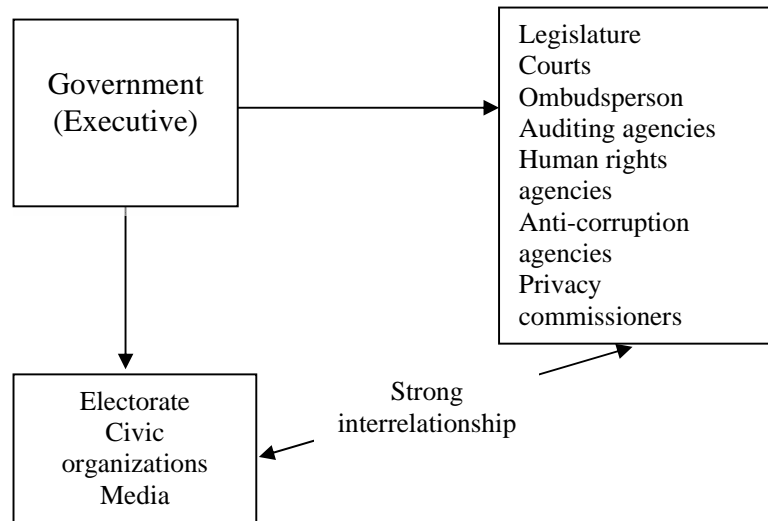 Government
(Executive)
Legislature
Courts
Ombudsperson
Auditing agencies
Human rights
agencies
Anti-corruption
agencies
Privacy
commissioners
Electorate
Civic
organizations
Media
Strong
interrelationship